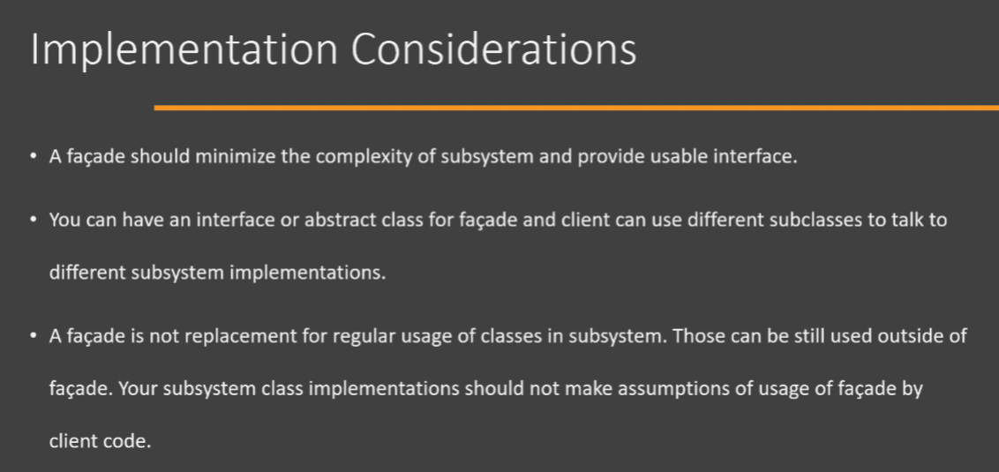 Implementation Considerations
• A façade should minimize the complexity of subsystem and provide usable interface.
• You can have an interface or abstract class for façade and client can use different subclasses to talk to
different subsystem implementations.
• A façade is not replacement for regular usage of classes in subsystem. Those can be still used outside of
façade. Your subsystem class implementations should not make assumptions of usage of façade by
client code.